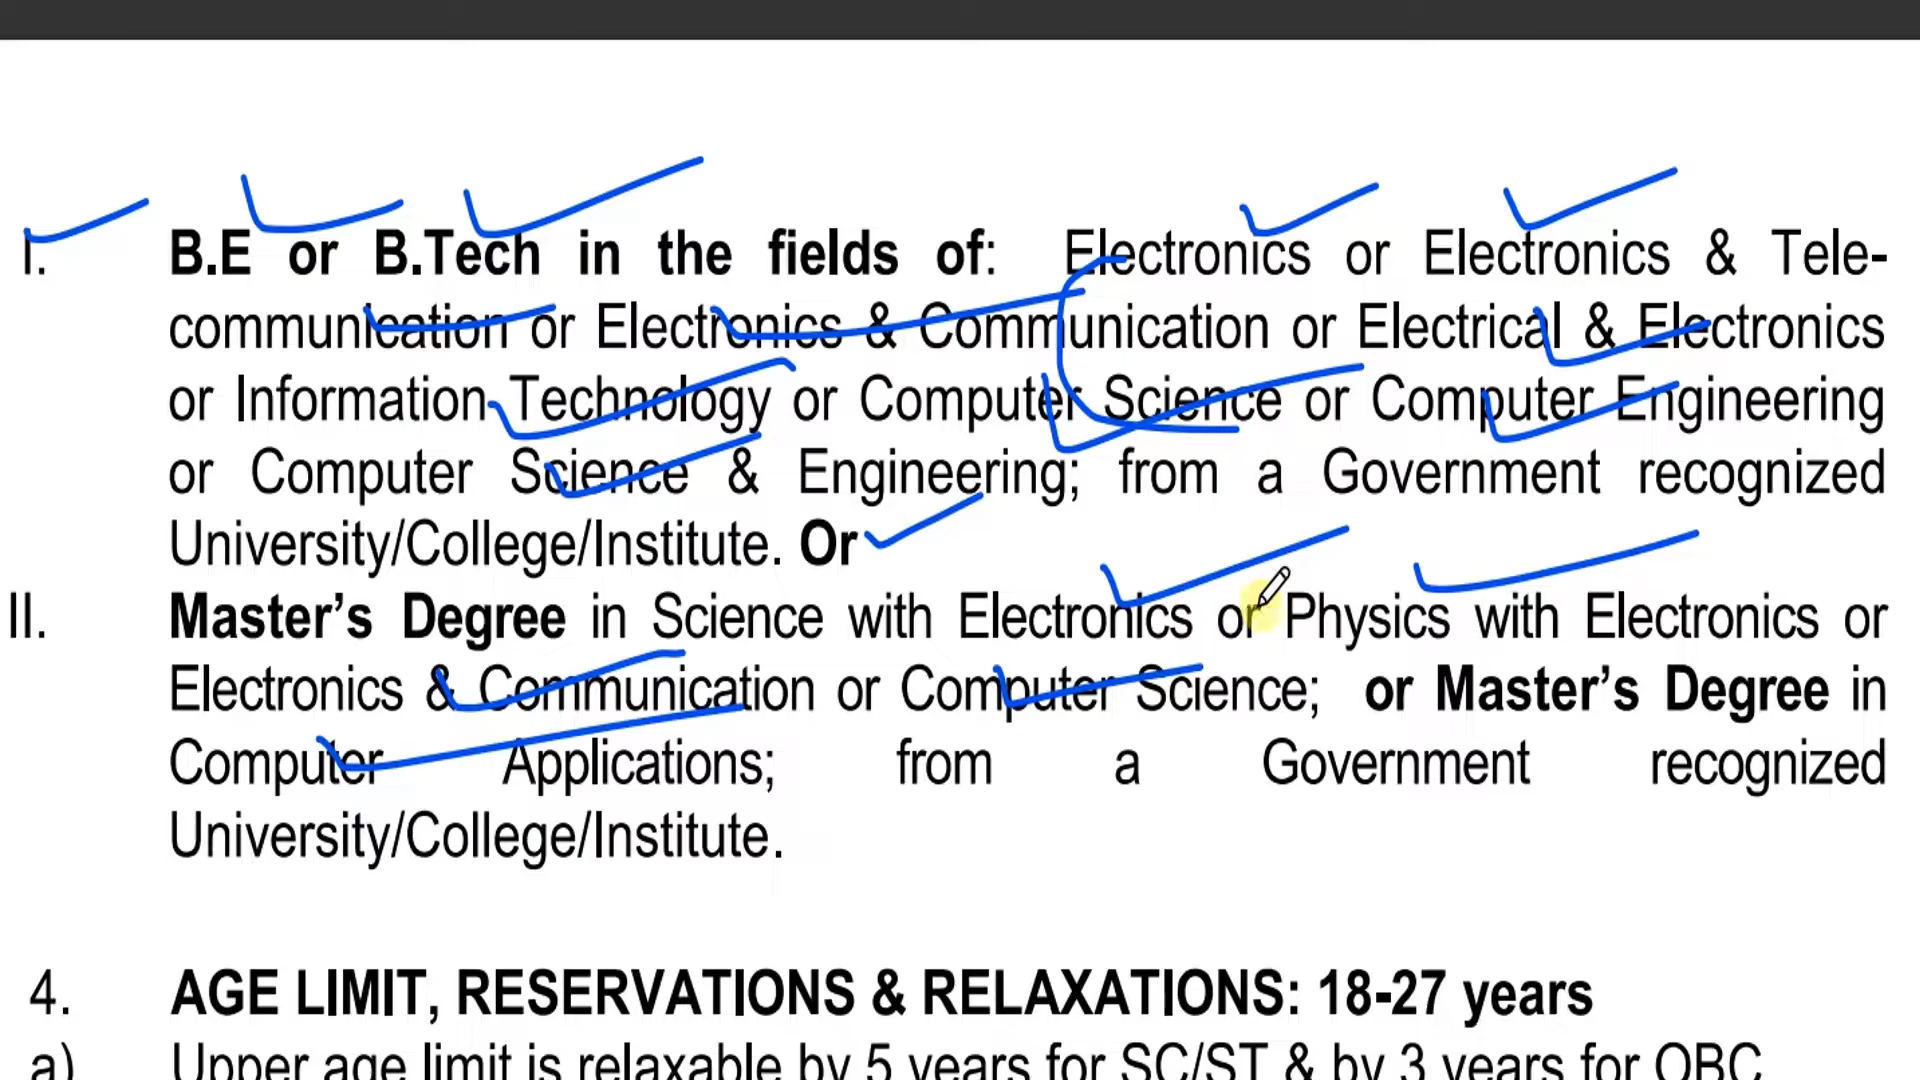 I. B.E or B.Tech in the fields of: Electronics or Electronics & Tele-
communication or Electronics & Communication or Electrical & Electronics
or Information Technology or Computer Science or Computer Engineering
or Computer Science & Engineering; from a Government recognized
University/College/Institute. Or
II. Master’s Degree in Science with Electronics or Physics with Electronics or
Electronics & Communication or Computer Science; or Master’s Degree in
Computer Applications; from a Government recognized
University/College/Institute.
4. AGE LIMIT, RESERVATIONS & RELAXATIONS: 18-27 years
a) Upper age limit is relaxable by 5 years for SC/ST & by 3 years for OBC